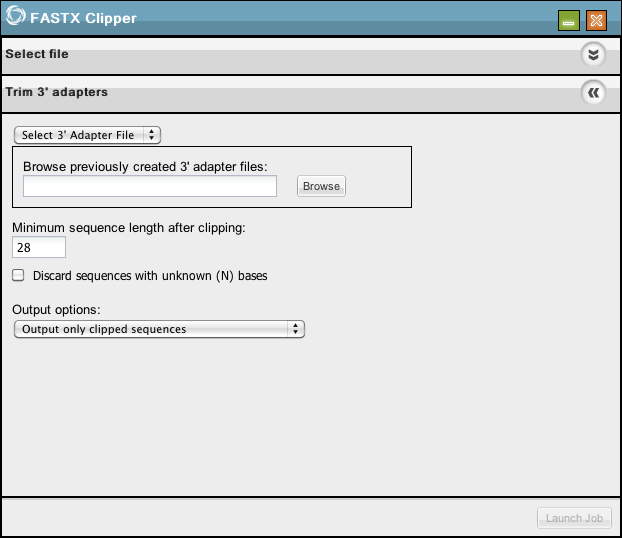 FASTX Clipper
Select file
Trim 3' adapters
Select 3' Adapter File
Browse previously created 3' adapter files:
Browse
Minimum sequence length after clipping:
28
Discard sequences with unknown (N) bases
Output options:
Output only clipped sequences
Launch Job